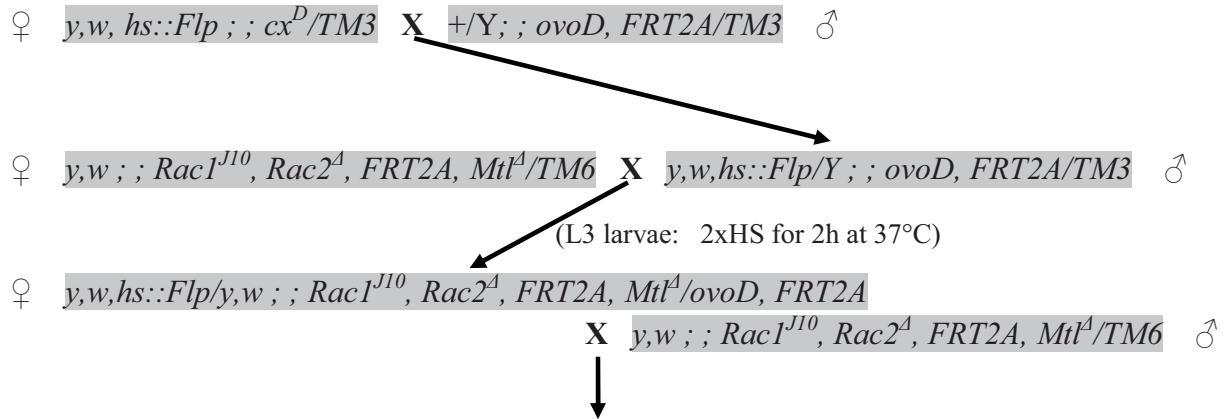 ♀ y,w, hs::Flp ; ; cx^D/TM3 X +/Y; ; ovoD, FRT2A/TM3 ♂
♀ y,w ; ; Rac1^J10, Rac2^Δ, FRT2A, Mtl^Δ/TM6 X y,w,hs::Flp/Y ; ; ovoD, FRT2A/TM3 ♂
(L3 larvae: 2xHS for 2h at 37°C)
♀ y,w,hs::Flp/y,w ; ; Rac1^J10, Rac2^Δ, FRT2A, Mtl^Δ/ovoD, FRT2A
X y,w ; ; Rac1^J10, Rac2^Δ, FRT2A, Mtl^Δ/TM6 ♂